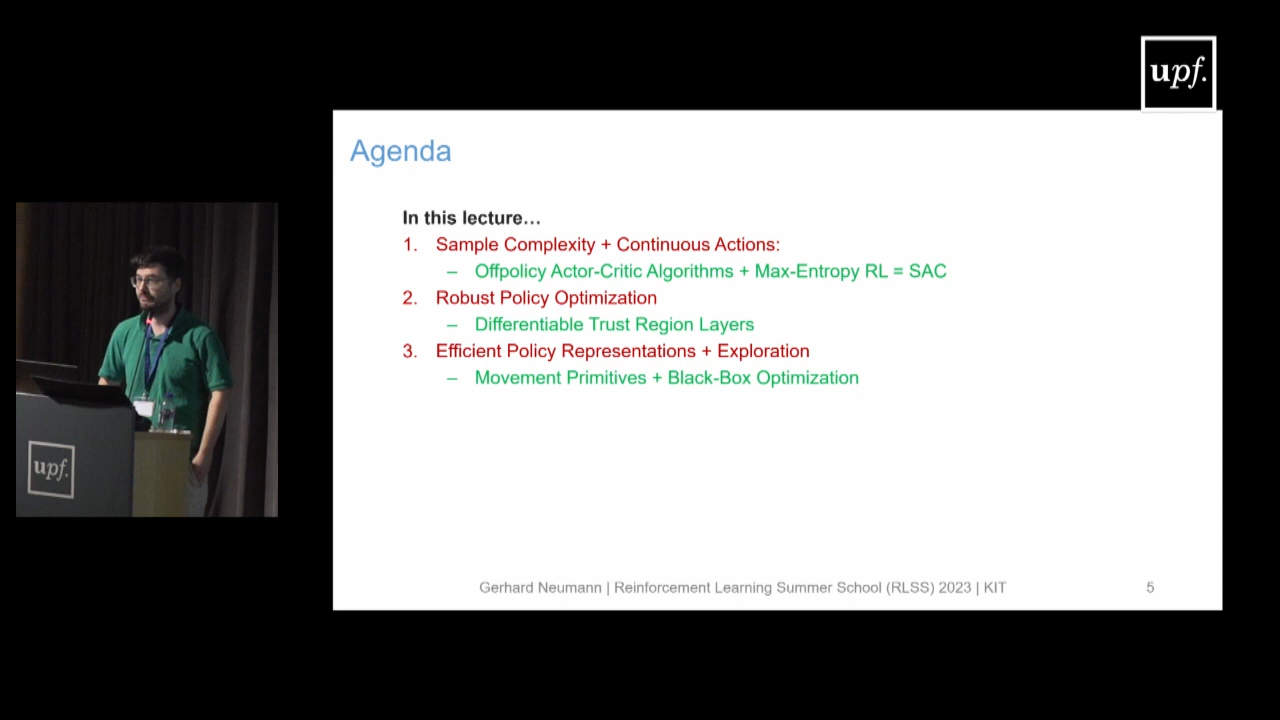 upf.
Agenda
In this lecture…
1. Sample Complexity + Continuous Actions:
– Offpolicy Actor-Critic Algorithms + Max-Entropy RL = SAC
2. Robust Policy Optimization
– Differentiable Trust Region Layers
3. Efficient Policy Representations + Exploration
– Movement Primitives + Black-Box Optimization
Gerhard Neumann | Reinforcement Learning Summer School (RLSS) 2023 | KIT 5
upf.